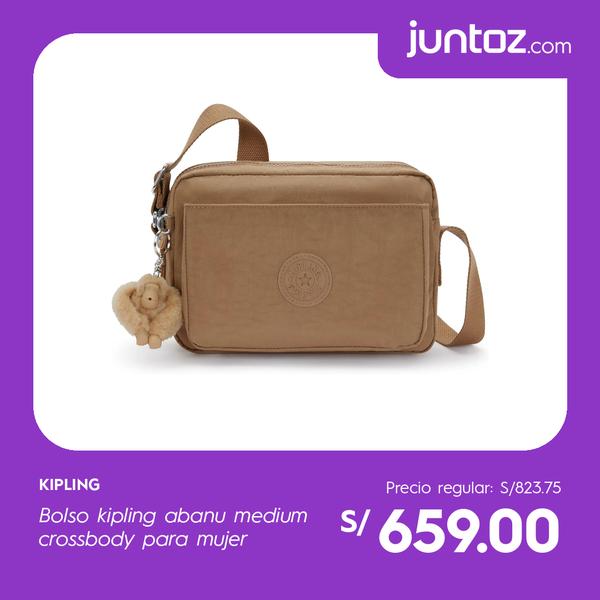 juntoz.com
KIPLING
Bolso kipling abanu medium
crossbody para mujer
Precio regular: S/823.75
S/ 659.00